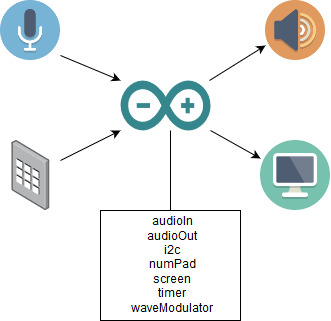 audioIn
audioOut
i2c
numPad
screen
timer
waveModulator